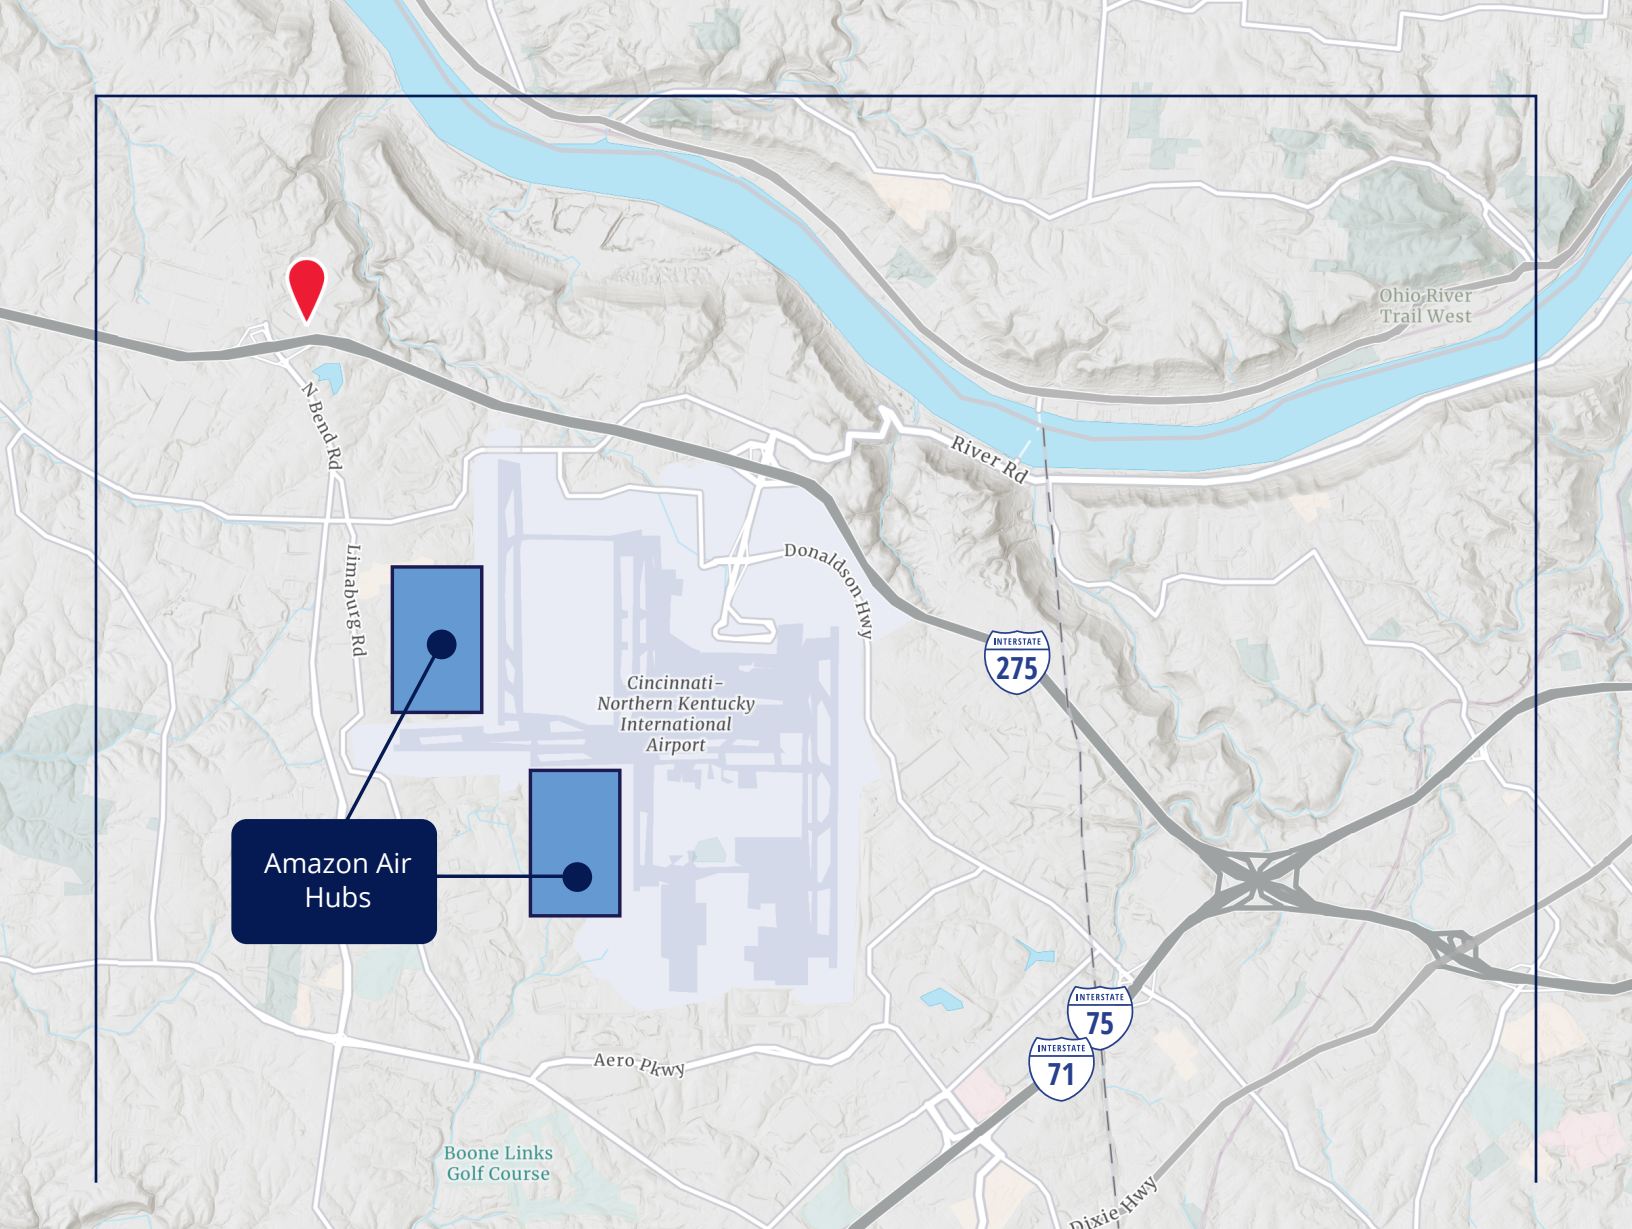 Ohio River
Trail West
N Bend Rd
River Rd
Limaburg Rd
Donaldson Hwy
INTERSTATE
275
Cincinnati-
Northern Kentucky
International
Airport
Amazon Air
Hubs
INTERSTATE
75
INTERSTATE
71
Aero Pkwy
Boone Links
Golf Course
Dixie Hwy